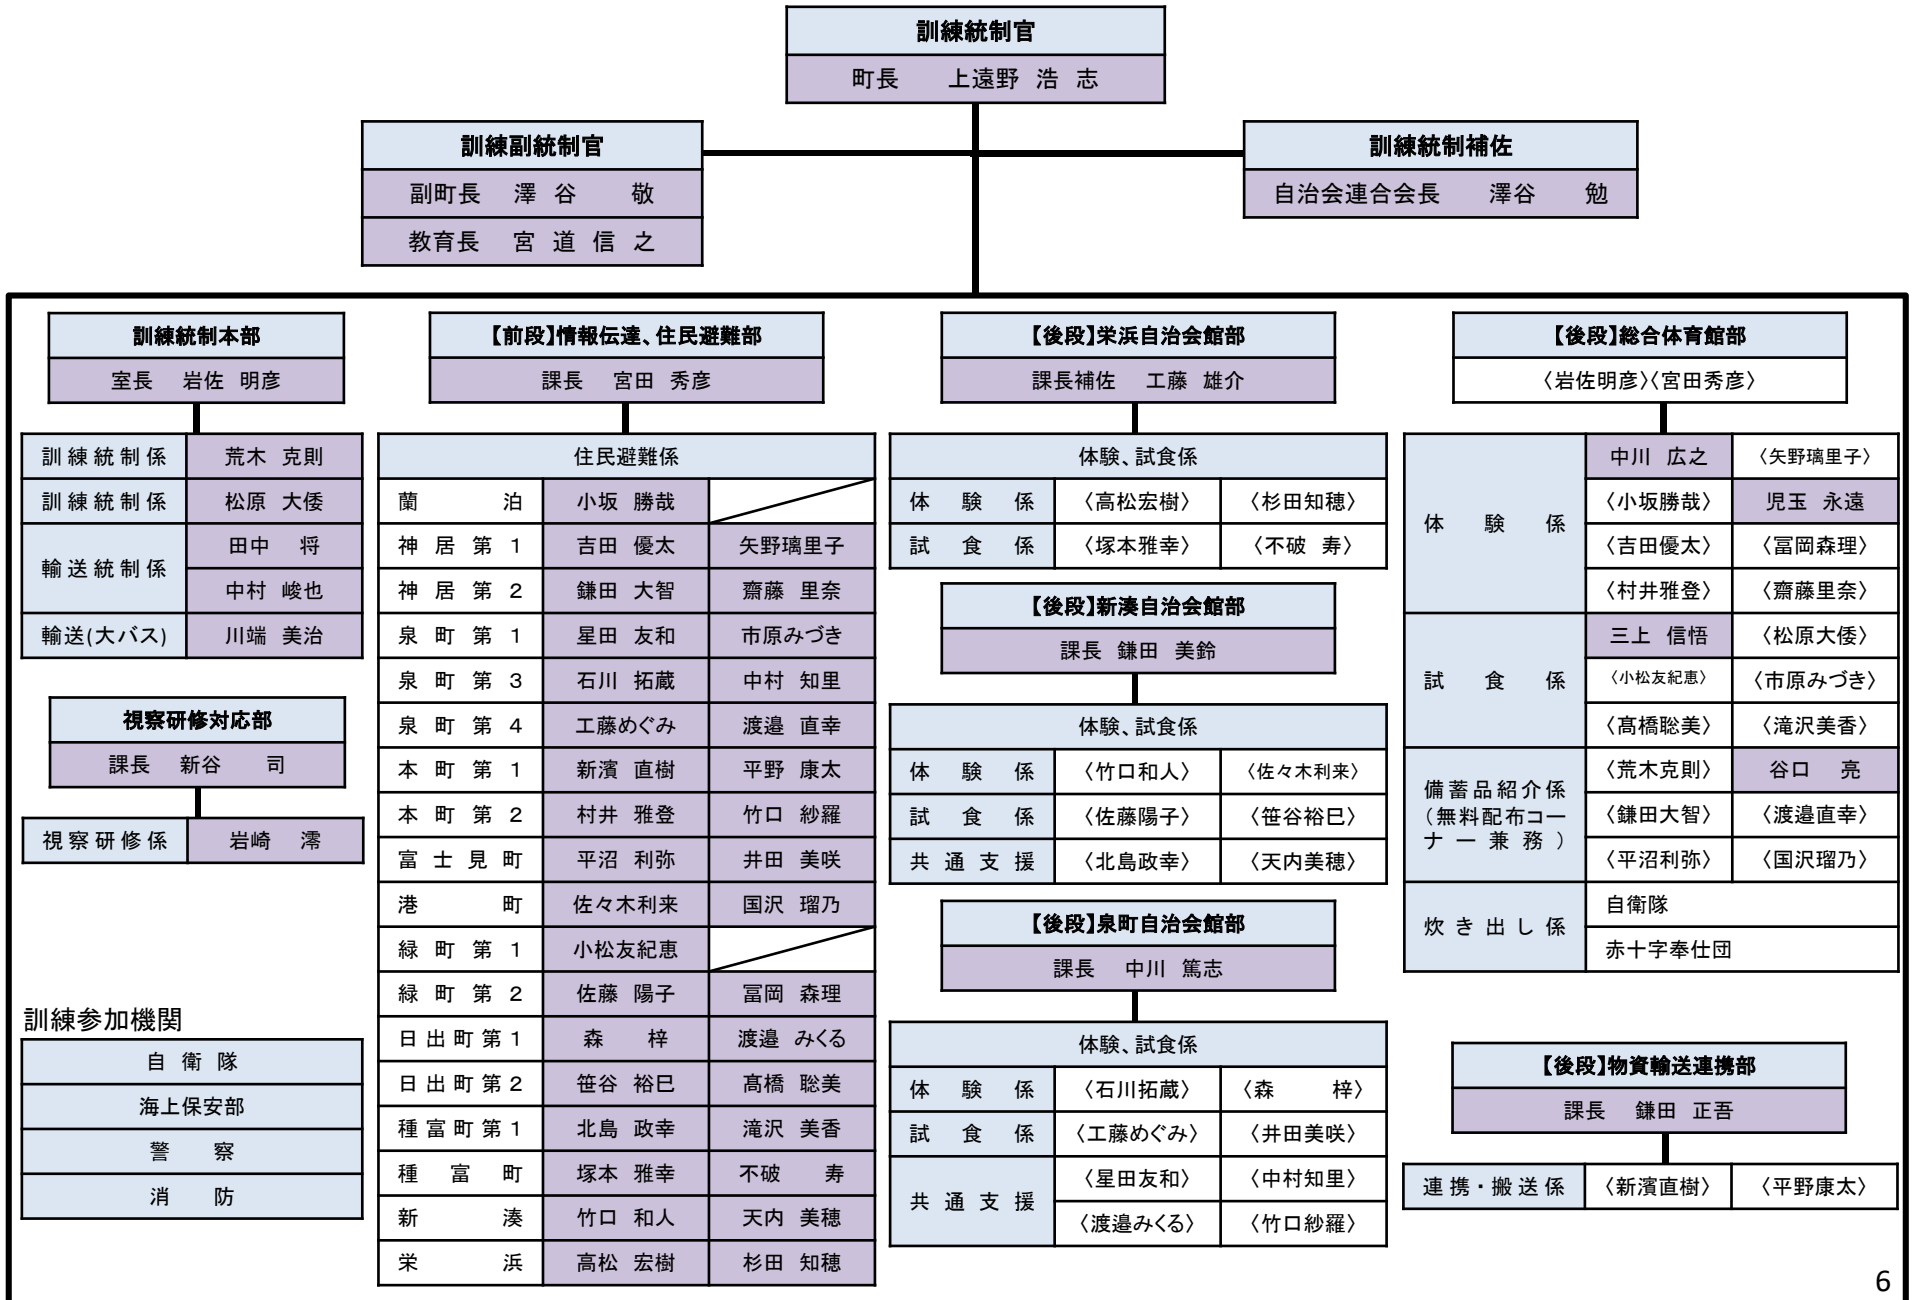 訓練統制官
町長 上遠野 浩 志
訓練副統制官
副町長 澤 谷 敬
教育長 宮 道 信 之
訓練統制補佐
自治会連合会長 澤谷 勉
訓練統制本部
室長 岩佐 明彦
訓練統制係 荒木 克則
訓練統制係 松原 大倭
輸送統制係 田中 将
中村 峻也
輸送(大バス) 川端 美治
視察研修対応部
課長 新谷 司
視察研修係 岩崎 澪
訓練参加機関
自 衛 隊
海上保安部
警 察
消 防
【前段】情報伝達、住民避難部
課長 宮田 秀彦
住民避難係
蘭 泊 小坂 勝哉
神 居 第 1 吉田 優太 矢野璃里子
神 居 第 2 鎌田 大智 齋藤 里奈
泉 町 第 1 星田 友和 市原みづき
泉 町 第 3 石川 拓蔵 中村 知里
泉 町 第 4 工藤めぐみ 渡邉 直幸
本 町 第 1 新濱 直樹 平野 康太
本 町 第 2 村井 雅登 竹口 紗羅
富 士 見 町 平沼 利弥 井田 美咲
港 町 佐々木利来 国沢 瑠乃
緑 町 第 1 小松友紀恵
緑 町 第 2 佐藤 陽子 冨岡 森理
日 出 町 第 1 森 梓 渡邉 みくる
日 出 町 第 2 笹谷 裕巳 髙橋 聡美
種 富 町 第 1 北島 政幸 滝沢 美香
種 富 町 塚本 雅幸 不破 寿
新 湊 竹口 和人 天内 美穂
栄 浜 高松 宏樹 杉田 知穂
【後段】栄浜自治会館部
課長補佐 工藤 雄介
体験、試食係
体 験 係 〈高松宏樹〉 〈杉田知穂〉
試 食 係 〈塚本雅幸〉 〈不破 寿〉
【後段】新湊自治会館部
課長 鎌田 美鈴
体験、試食係
体 験 係 〈竹口和人〉 〈佐々木利来〉
試 食 係 〈佐藤陽子〉 〈笹谷裕巳〉
共 通 支 援 〈北島政幸〉 〈天内美穂〉
【後段】泉町自治会館部
課長 中川 篤志
体験、試食係
体 験 係 〈石川拓蔵〉 〈森 梓〉
試 食 係 〈工藤めぐみ〉 〈井田美咲〉
共 通 支 援 〈星田友和〉 〈中村知里〉
〈渡邉みくる〉 〈竹口紗羅〉
【後段】総合体育館部
〈岩佐明彦〉〈宮田秀彦〉
体 験 係 中川 広之 〈矢野璃里子〉
〈小坂勝哉〉 児玉 永遠
〈吉田優太〉 〈冨岡森理〉
〈村井雅登〉 〈齋藤里奈〉
試 食 係 三上 信悟 〈松原大倭〉
〈小松友紀恵〉 〈市原みづき〉
〈髙橋聡美〉 〈滝沢美香〉
備蓄品紹介係
（無料配布コー
ナ ー 兼 務 ）
〈荒木克則〉 谷口 亮
〈鎌田大智〉 〈渡邉直幸〉
〈平沼利弥〉 〈国沢瑠乃〉
炊 き 出 し 係 自衛隊
赤十字奉仕団
【後段】物資輸送連携部
課長 鎌田 正吾
連携・搬送係 〈新濱直樹〉 〈平野康太〉
6